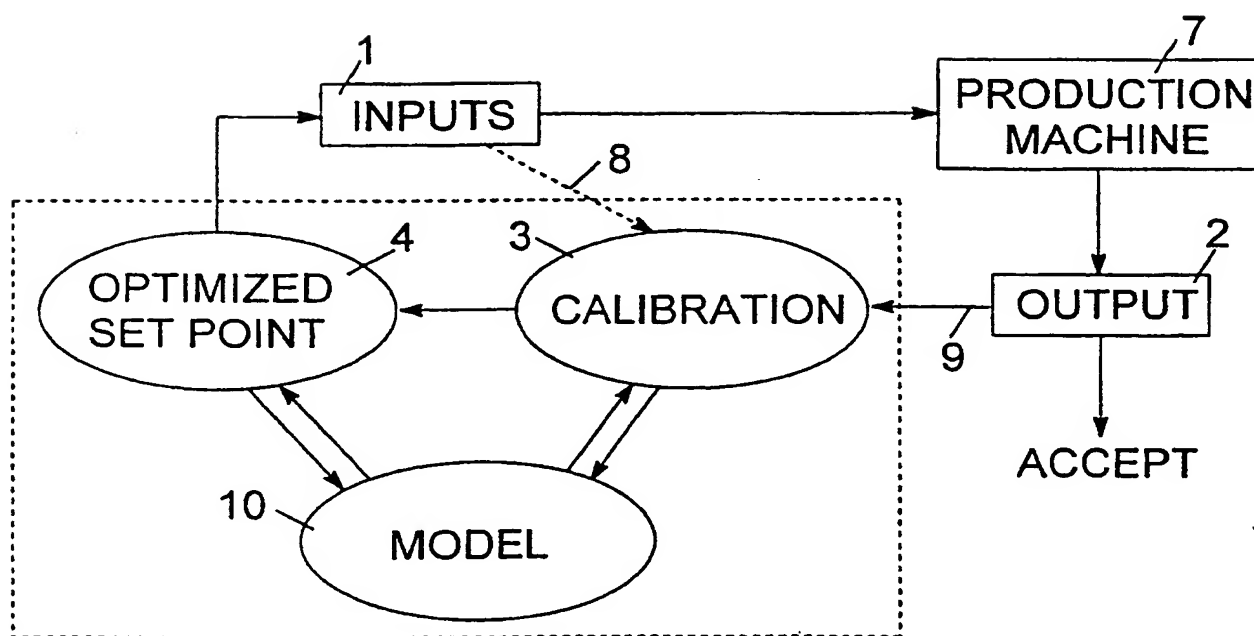 1
INPUTS
7
PRODUCTION
MACHINE
8
4
OPTIMIZED
SET POINT
3
CALIBRATION
2
OUTPUT
9
ACCEPT
10
MODEL